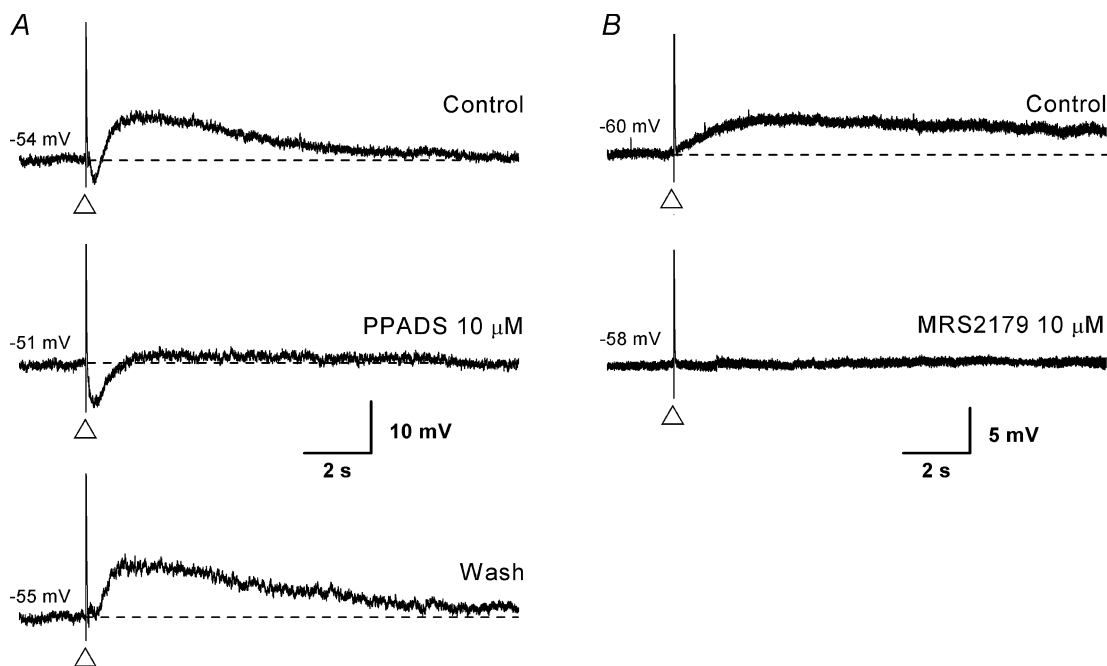 A
Control
-54 mV
PPADS 10 μM
-51 mV
10 mV
2 s
Wash
-55 mV
B
Control
-60 mV
MRS2179 10 μM
-58 mV
5 mV
2 s